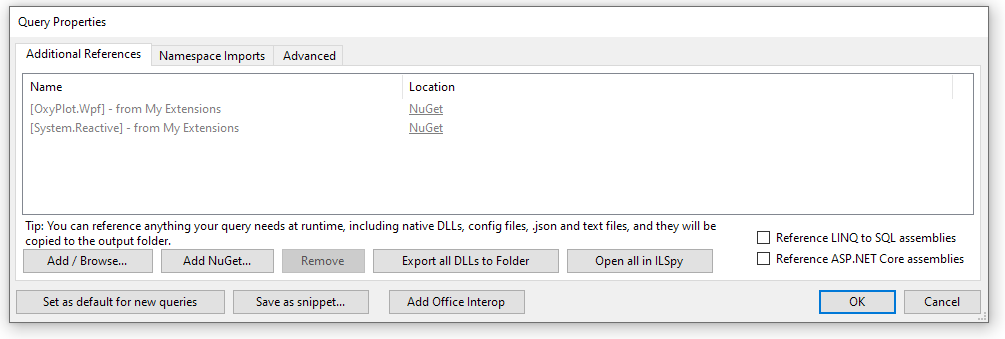 Query Properties
Additional References Namespace Imports Advanced
Name Location
[OxyPlot.Wpf] - from My Extensions NuGet
[System.Reactive] - from My Extensions NuGet
Tip: You can reference anything your query needs at runtime, including native DLLs, config files, .json and text files, and they will be
copied to the output folder.
Reference LINQ to SQL assemblies
Add / Browse... Add NuGet... Remove Export all DLLs to Folder Open all in ILSpy Reference ASP.NET Core assemblies
Set as default for new queries Save as snippet... Add Office Interop OK Cancel